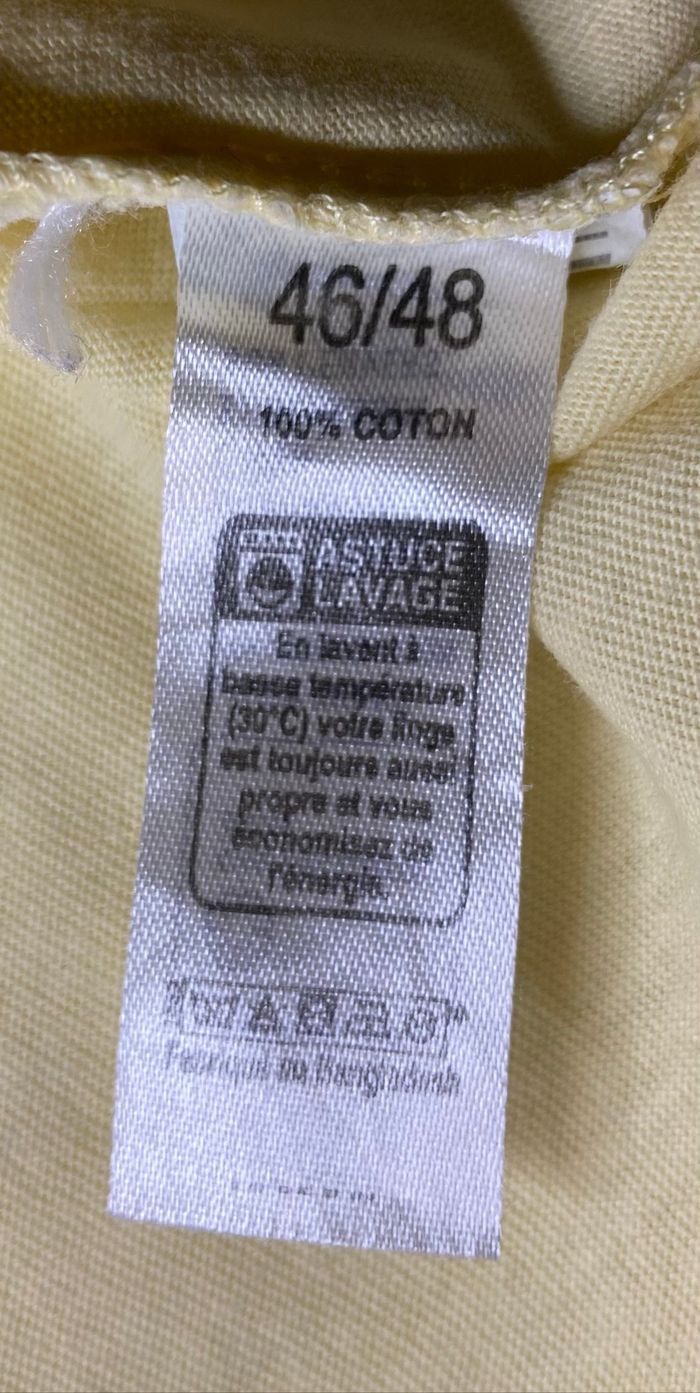 46/48
100% COTON
ASTUCE
LAVAGE
En lavant à
basse température
(30°C) votre linge
est toujours aussi
propre et vous
économisez de
l'énergie.
Fabriqué au Bangladesh